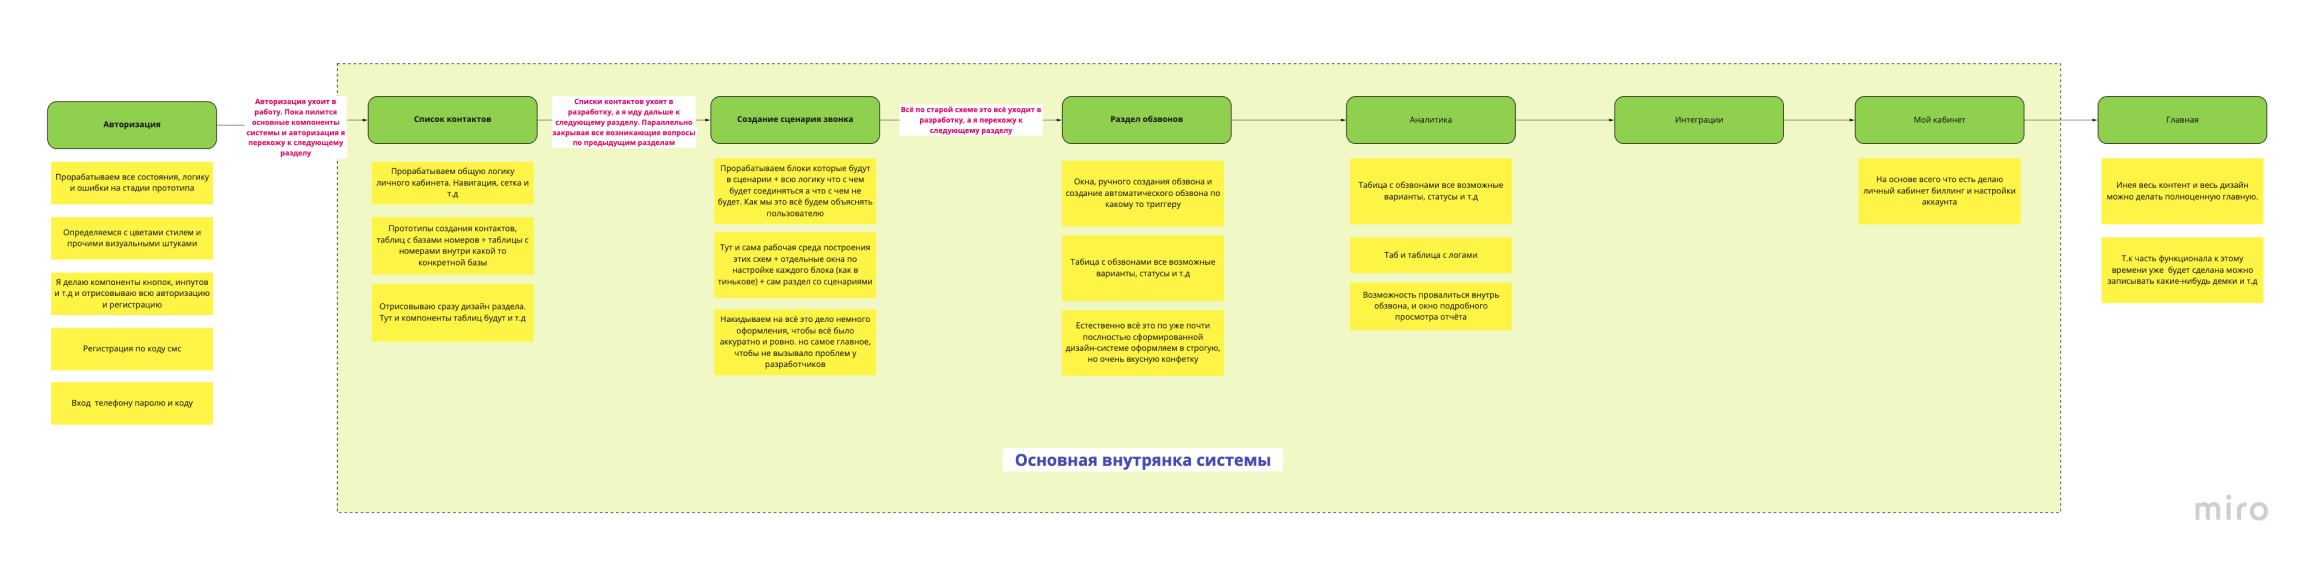 Авторизация
Авторизация ухоит в
работу. Пока пилится
основные компоненты
системы и авторизация я
перехожу к следующему
разделу
Список контактов
Списки контактов ухоят в
разработку, а я иду дальше к
следующему разделу. Параллельно
закрывая все возникающие вопросы
по предыдущим разделам
Создание сценария звонка
Всё по старой схеме это всё уходит в
разработку, а я перехожу к
следующему разделу
Раздел обзвонов
Аналитика
Интеграции
Мой кабинет
Главная
Прорабатываем все состояния, логику
и ошибки на стадии прототипа
Определяемся с цветами стилем и
прочими визуальными штуками
Я делаю компоненты кнопок, инпутов
и т.д и отрисовываю всю авторизацию
и регистрацию
Регистрация по коду смс
Вход телефону паролю и коду
Прорабатываем общую логику
личного кабинета. Навигация, сетка и
т.д
Прототипы создания контактов,
таблиц с базами номеров + таблицы с
номерами внутри какой то
конкретной базы
Отрисовываю сразу дизайн раздела.
Тут и компоненты таблиц будут и т.д
Прорабатываем блоки которые будут
в сценарии + всю логику что с чем
будет соединяться а что с чем не
будет. Как мы это всё будем объяснять
пользователю
Тут и сама рабочая среда построения
этих схем + отдельные окна по
настройке каждого блока (как в
тинькове) + сам раздел со сценариями
Накидываем на всё это дело немного
оформления, чтобы всё было
аккуратно и ровно. но самое главное,
чтобы не вызывало проблем у
разработчиков
Окна, ручного создания обзвона и
создание автоматического обзвона по
какому то триггеру
Табица с обзвонами все возможные
варианты, статусы и т.д
Естественно всё это по уже почти
послностью сформированной
дизайн-системе оформляем в строгую,
но очень вкусную конфетку
Табица с обзвонами все возможные
варианты, статусы и т.д
Таб и таблица с логами
Возможность провалиться внутрь
обзвона, и окно подробного
просмотра отчёта
На основе всего что есть делаю
личный кабинет биллинг и настройки
аккаунта
Инея весь контент и весь дизайн
можно делать полноценную главную.
Т.к часть функционала к этому
времени уже будет сделана можно
записывать какие-нибудь демки и т.д
Основная внутрянка системы
miro